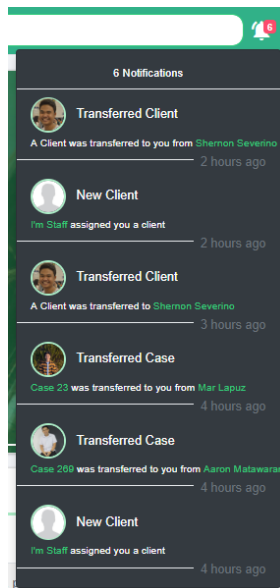 6
6 Notifications
Transferred Client
A Client was transferred to you from Shernon Severino
2 hours ago
New Client
I'm Staff assigned you a client
2 hours ago
Transferred Client
A Client was transferred to Shernon Severino
3 hours ago
Transferred Case
Case 23 was transferred to you from Mar Lapuz
4 hours ago
Transferred Case
Case 269 was transferred to you from Aaron Matawaran
4 hours ago
New Client
I'm Staff assigned you a client
4 hours ago